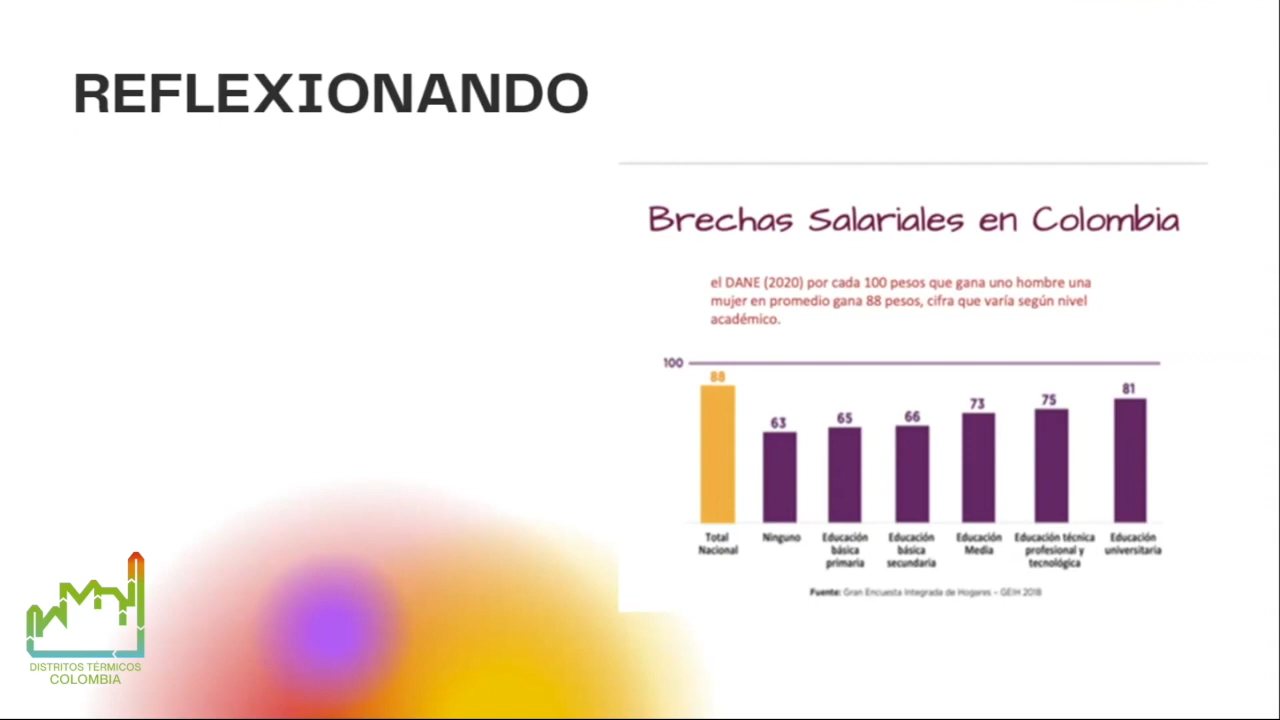 REFLEXIONANDO
Brechas Salariales en Colombia
el DANE (2020) por cada 100 pesos que gana uno hombre una
mujer en promedio gana 88 pesos, cifra que varía según nivel
académico.
100
88
63
65
66
73
75
81
Total
Nacional
Ninguno
Educación
básica
primaria
Educación
básica
secundaria
Educación
Media
Educación técnica
profesional y
tecnológica
Educación
universitaria
Fuente: Gran Encuesta Integrada de Hogares - GEIH 2018
DISTRITOS TÉRMICOS
COLOMBIA